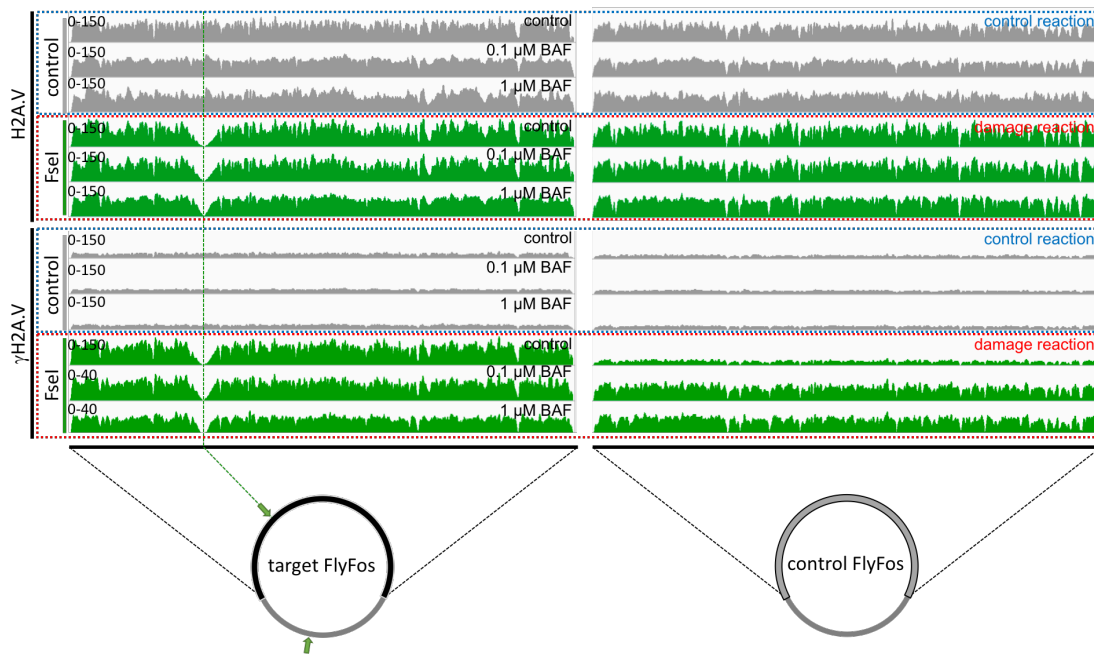 H2A.V
control
0-150 control control reaction
0-150 0.1 µM BAF
0-150 1 µM BAF
FseI
0-150 control damage reaction
0-150 0.1 µM BAF
0-150 1 µM BAF
γH2A.V
control
0-150 control control reaction
0-150 0.1 µM BAF
0-150 1 µM BAF
FseI
0-150 control damage reaction
0-40 0.1 µM BAF
0-40 1 µM BAF
target FlyFos control FlyFos